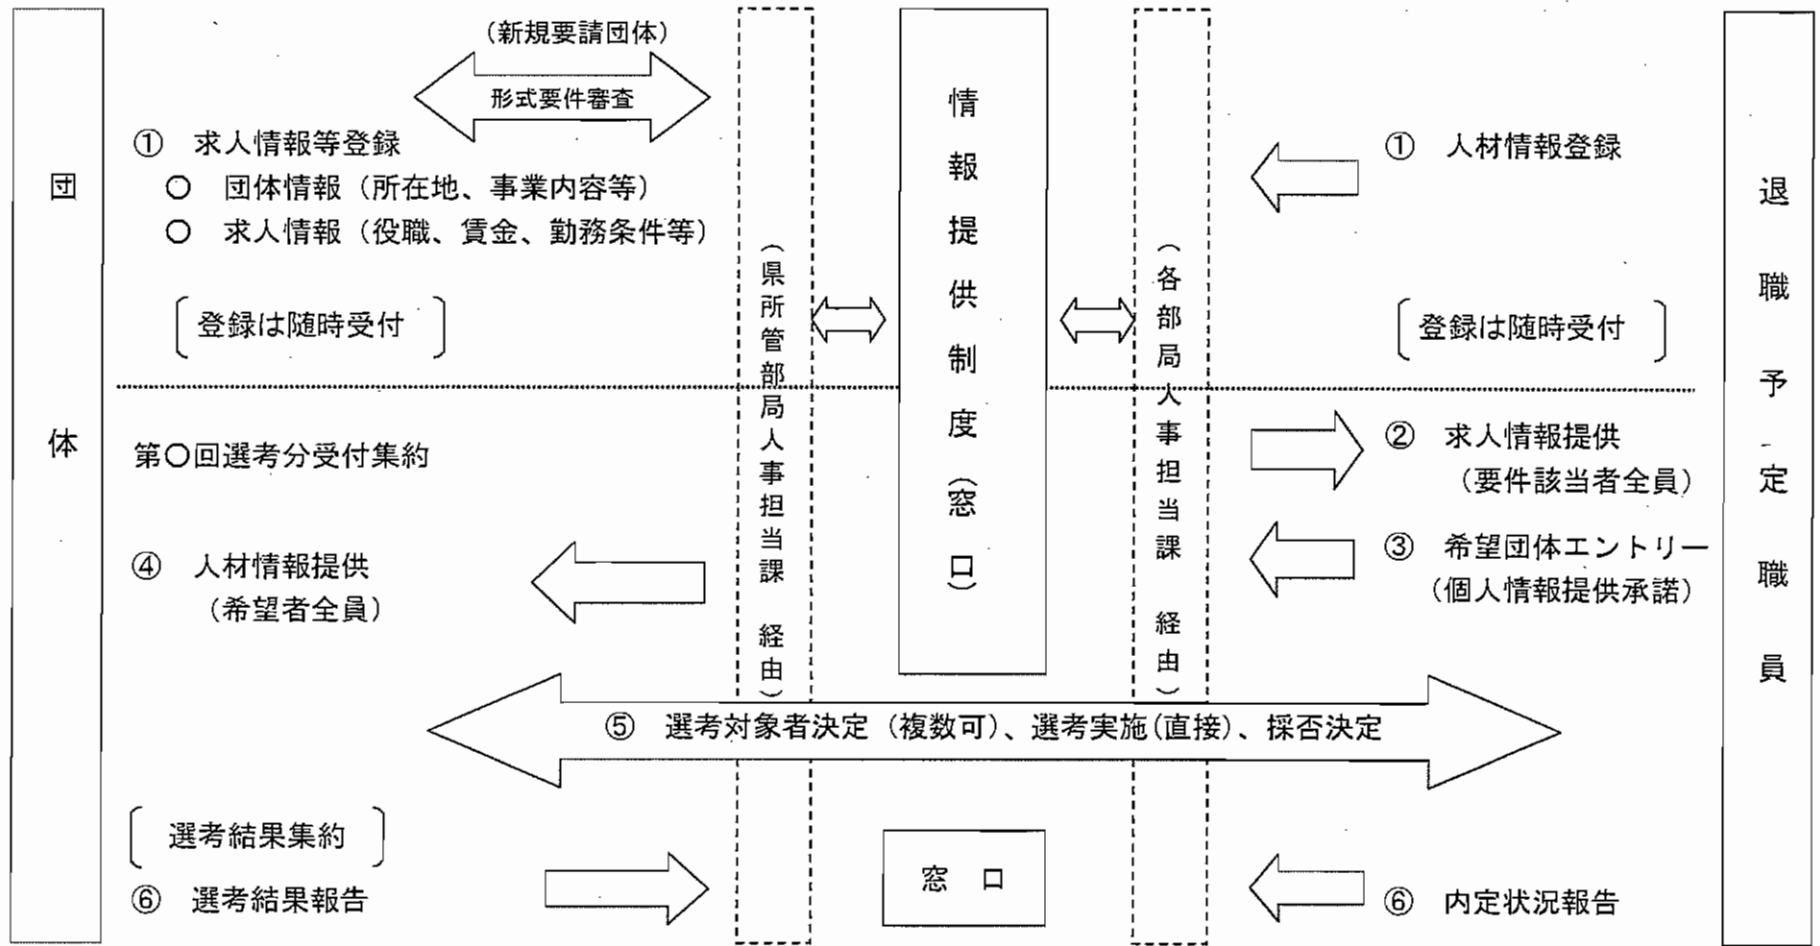 団体
(新規要請団体)
形式要件審査
① 求人情報等登録
○ 団体情報（所在地、事業内容等）
○ 求人情報（役職、賃金、勤務条件等）
〔登録は随時受付〕
第○回選考分受付集約
④ 人材情報提供
（希望者全員）
（県所管部局人事担当課 経由）
情報提供制度（窓口）
（各部局人事担当課 経由）
① 人材情報登録
〔登録は随時受付〕
② 求人情報提供
（要件該当者全員）
③ 希望団体エントリー
（個人情報提供承諾）
退職予定職員
⑤ 選考対象者決定（複数可）、選考実施(直接)、採否決定
〔選考結果集約〕
⑥ 選考結果報告
窓口
⑥ 内定状況報告